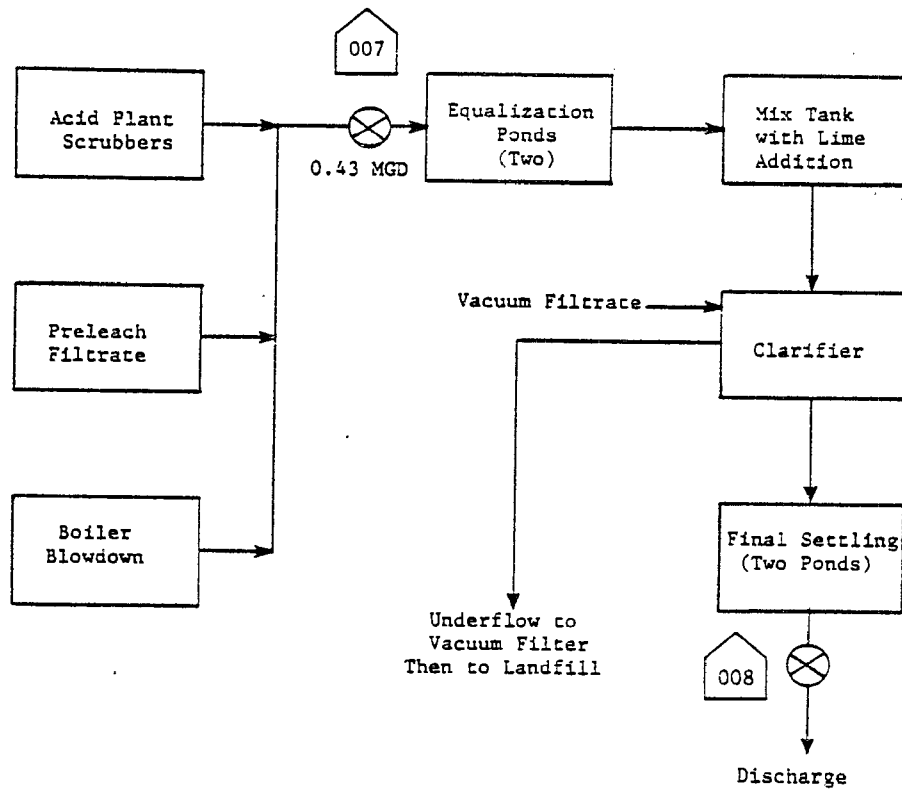 007
Acid Plant
Scrubbers
0.43 MGD
Equalization
Ponds
(Two)
Mix Tank
with Lime
Addition
Preleach
Filtrate
Vacuum Filtrate
Clarifier
Boiler
Blowdown
Final Settling
(Two Ponds)
Underflow to
Vacuum Filter
Then to Landfill
008
Discharge